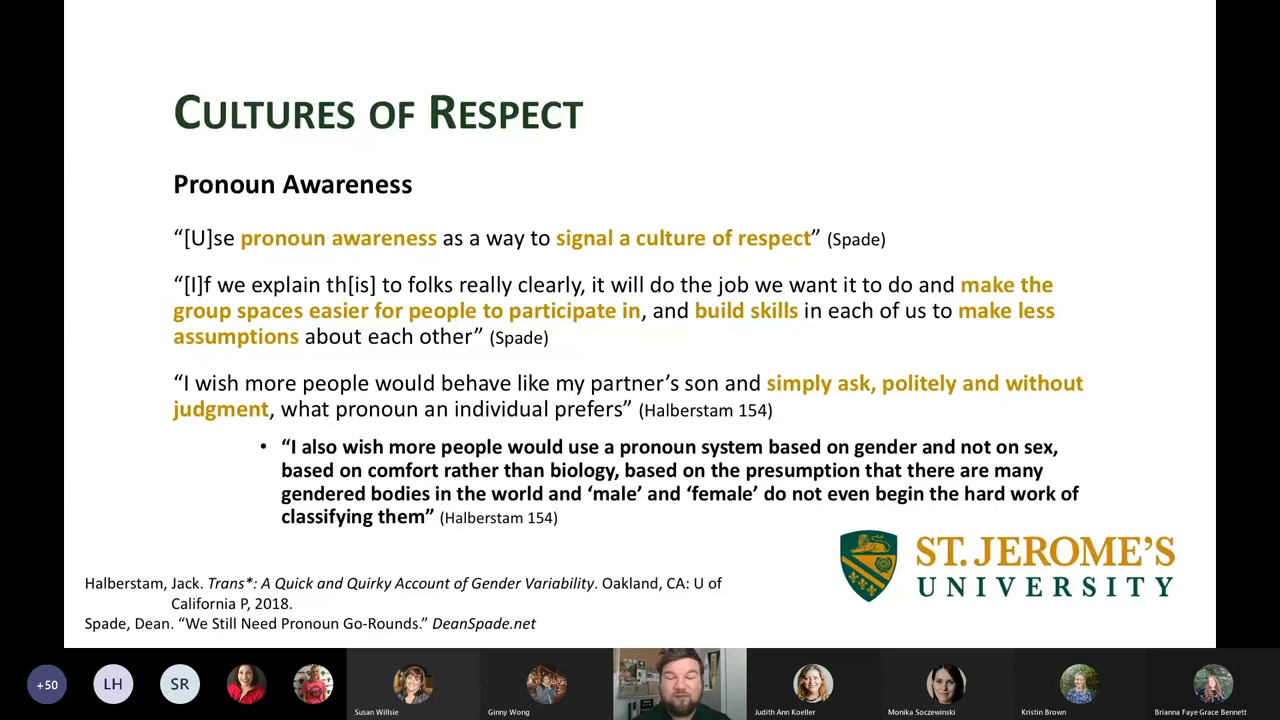 CULTURES OF RESPECT
Pronoun Awareness
“[U]se pronoun awareness as a way to signal a culture of respect” (Spade)
“[I]f we explain th[is] to folks really clearly, it will do the job we want it to do and make the
group spaces easier for people to participate in, and build skills in each of us to make less
assumptions about each other” (Spade)
“I wish more people would behave like my partner’s son and simply ask, politely and without
judgment, what pronoun an individual prefers” (Halberstam 154)
• “I also wish more people would use a pronoun system based on gender and not on sex,
based on comfort rather than biology, based on the presumption that there are many
gendered bodies in the world and ‘male’ and ‘female’ do not even begin the hard work of
classifying them” (Halberstam 154)
ST. JEROME’S
UNIVERSITY
Halberstam, Jack. Trans*: A Quick and Quirky Account of Gender Variability. Oakland, CA: U of
California P, 2018.
Spade, Dean. “We Still Need Pronoun Go-Rounds.” DeanSpade.net
+50
LH
SR
Susan Willsie
Ginny Wong
Judith Ann Koeller
Monika Soczewinski
Kristin Brown
Brianna Faye Grace Bennett